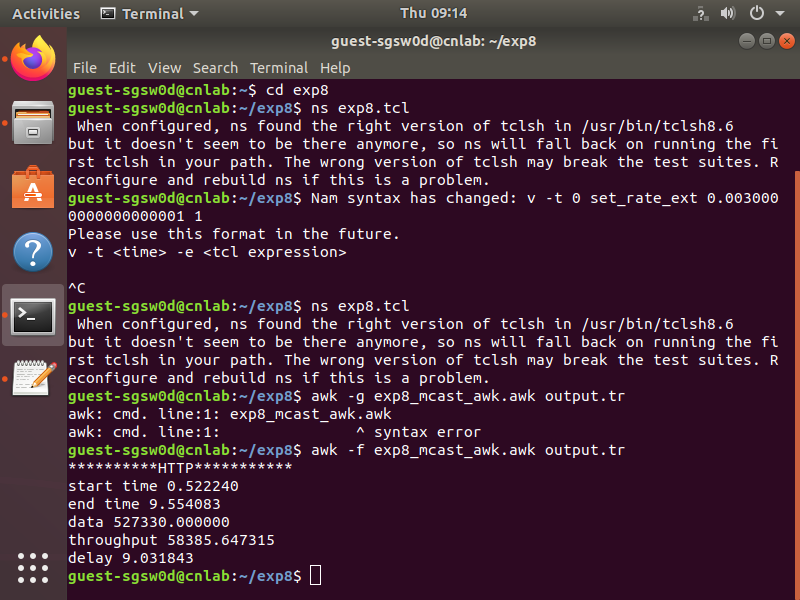 Activities Terminal Thu 09:14
guest-sgsw0d@cnlab: ~/exp8
File Edit View Search Terminal Help
guest-sgsw0d@cnlab:~$ cd exp8
guest-sgsw0d@cnlab:~/exp8$ ns exp8.tcl
 When configured, ns found the right version of tclsh in /usr/bin/tclsh8.6
but it doesn't seem to be there anymore, so ns will fall back on running the fi
rst tclsh in your path. The wrong version of tclsh may break the test suites. R
econfigure and rebuild ns if this is a problem.
guest-sgsw0d@cnlab:~/exp8$ Nam syntax has changed: v -t 0 set_rate_ext 0.003000
0000000000001 1
Please use this format in the future.
v -t <time> -e <tcl expression>
^C
guest-sgsw0d@cnlab:~/exp8$ ns exp8.tcl
 When configured, ns found the right version of tclsh in /usr/bin/tclsh8.6
but it doesn't seem to be there anymore, so ns will fall back on running the fi
rst tclsh in your path. The wrong version of tclsh may break the test suites. R
econfigure and rebuild ns if this is a problem.
guest-sgsw0d@cnlab:~/exp8$ awk -g exp8_mcast_awk.awk output.tr
awk: cmd. line:1: exp8_mcast_awk.awk
awk: cmd. line:1:                ^ syntax error
guest-sgsw0d@cnlab:~/exp8$ awk -f exp8_mcast_awk.awk output.tr
**********HTTP***********
start time 0.522240
end time 9.554083
data 527330.000000
throughput 58385.647315
delay 9.031843
guest-sgsw0d@cnlab:~/exp8$